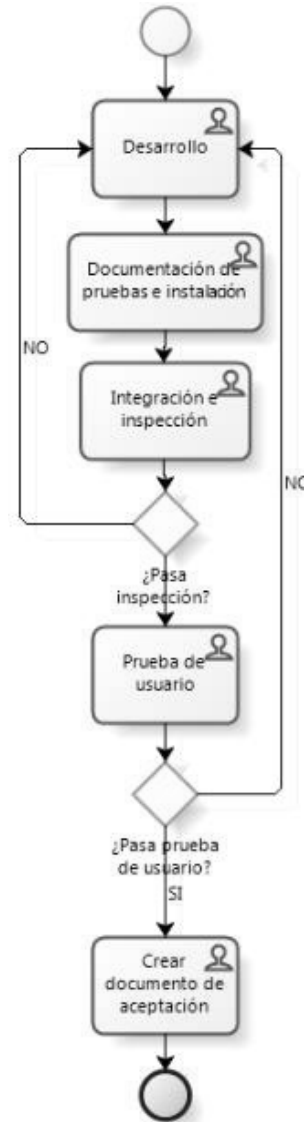 Desarrollo
Documentación de
pruebas e instalación
NO
Integración e
inspección
NO
¿Pasa
inspección?
Prueba de
usuario
¿Pasa prueba
de usuario?
SI
Crear
documento de
aceptación